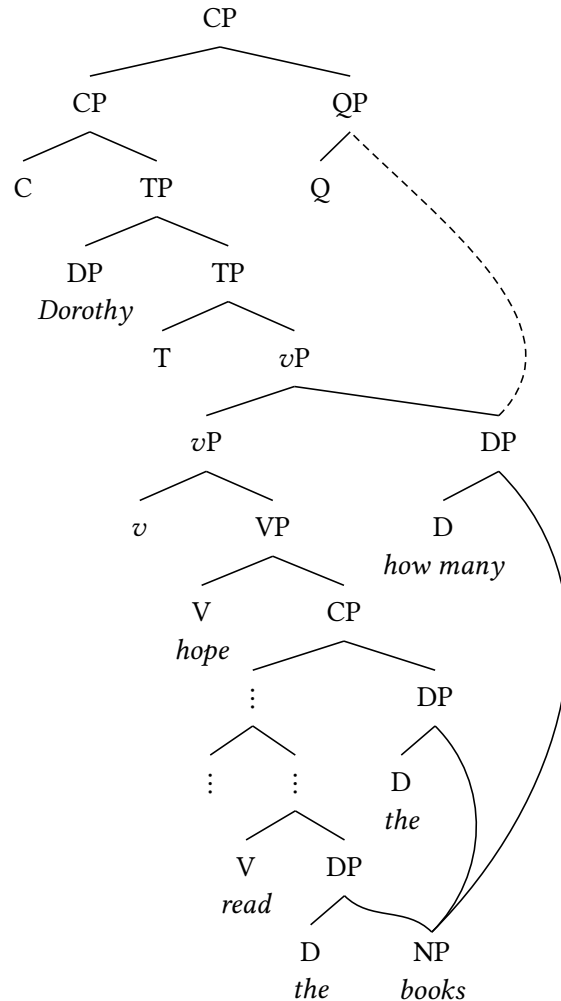 CP
CP QP
C TP Q
DP TP
Dorothy
T vP
vP DP
v VP D
how many
V CP
hope
⋮ DP
⋮ ⋮ D
the
V DP
read
D NP
the books